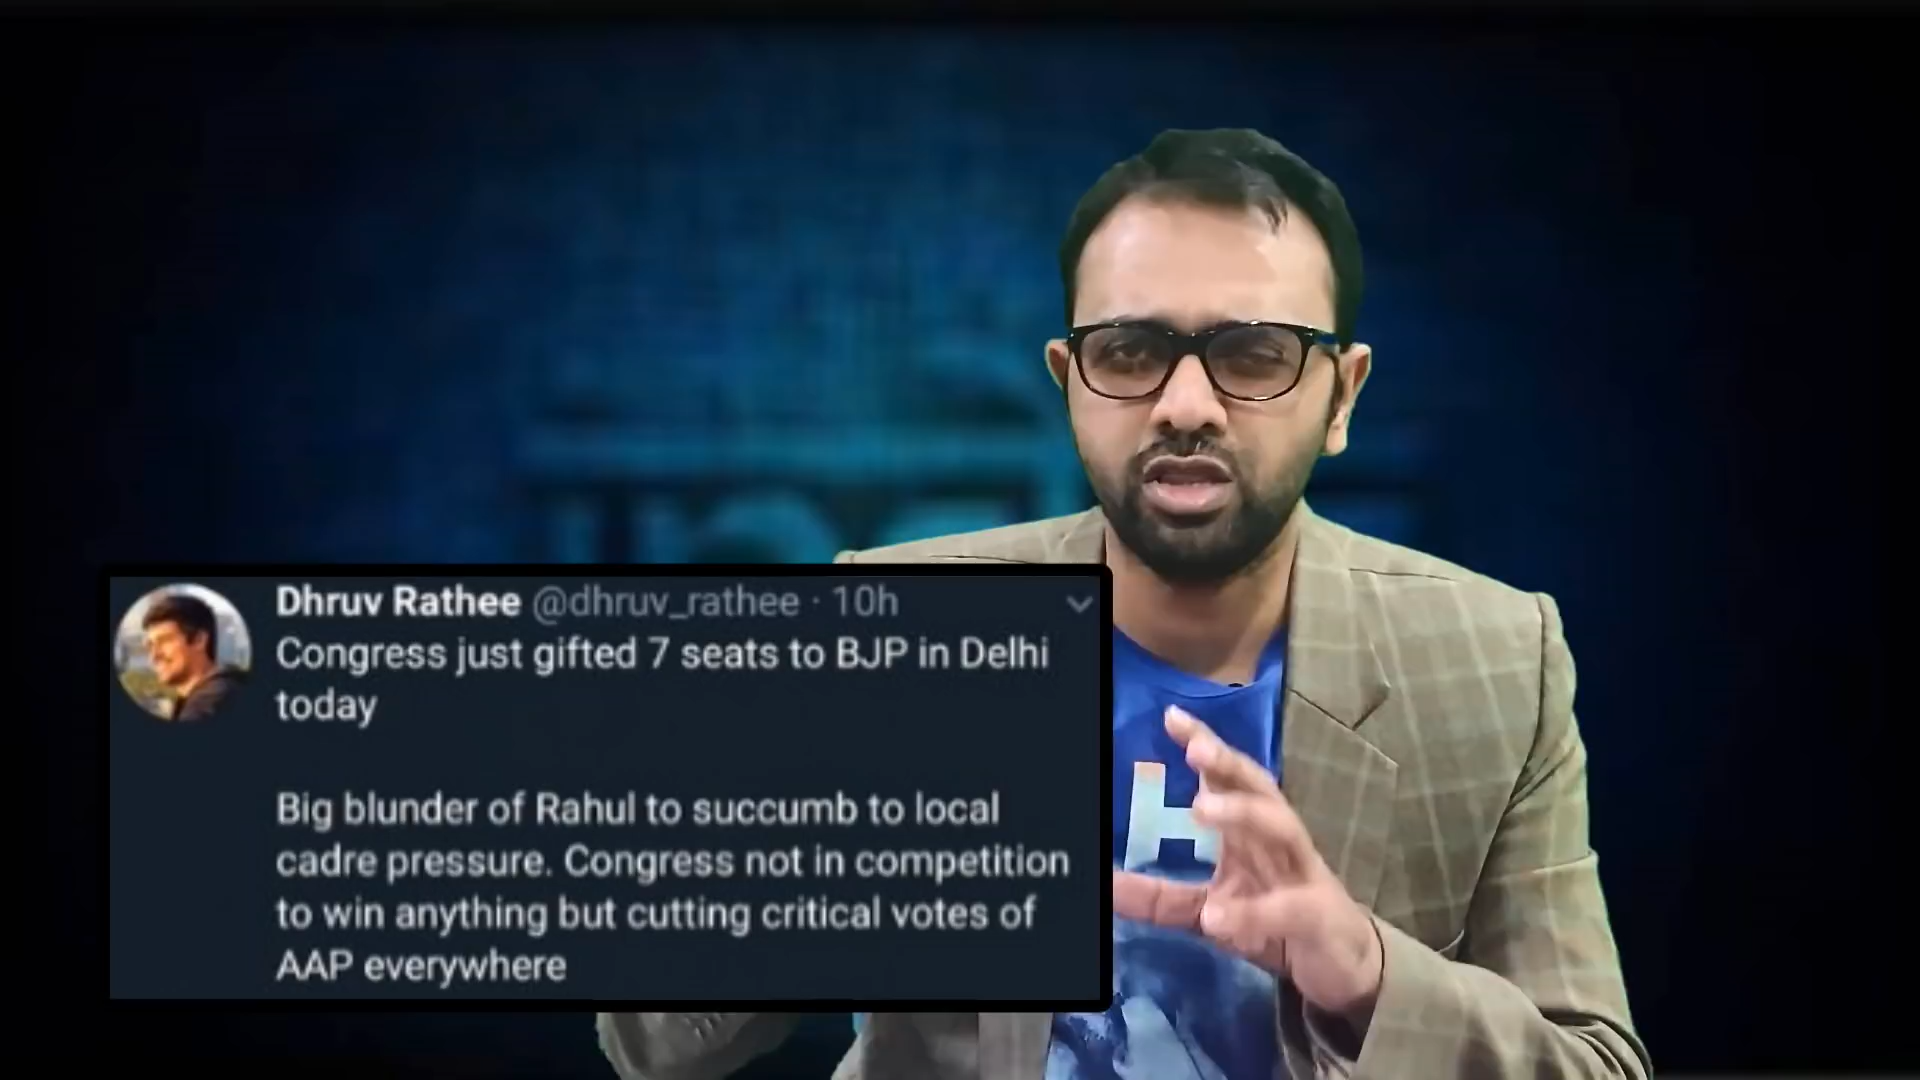 Dhruv Rathee @dhruv_rathee · 10h
Congress just gifted 7 seats to BJP in Delhi
today
Big blunder of Rahul to succumb to local
cadre pressure. Congress not in competition
to win anything but cutting critical votes of
AAP everywhere
H